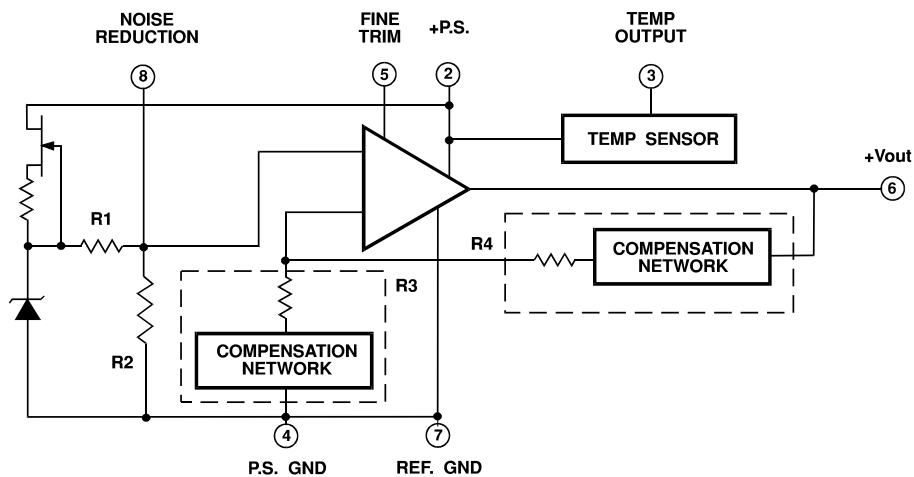 NOISE
REDUCTION
FINE
TRIM
+P.S.
TEMP
OUTPUT
8
5
2
3
TEMP SENSOR
+Vout
6
R1
R4
COMPENSATION
NETWORK
R3
R2
COMPENSATION
NETWORK
4
7
P.S. GND
REF. GND